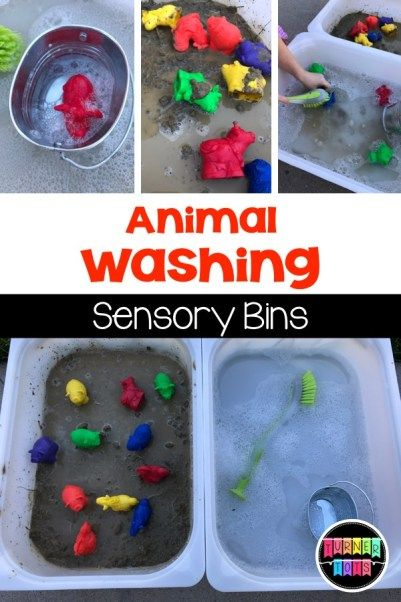 Animal
Washing
Sensory Bins
TURNER
TOTS